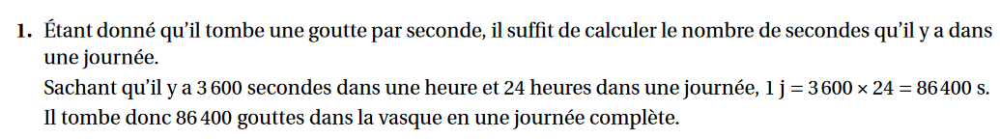 1. Étant donné qu'il tombe une goutte par seconde, il suffit de calculer le nombre de secondes qu'il y a dans
une journée.
Sachant qu'il y a 3 600 secondes dans une heure et 24 heures dans une journée, 1 j = 3 600 × 24 = 86 400 s.
Il tombe donc 86 400 gouttes dans la vasque en une journée complète.